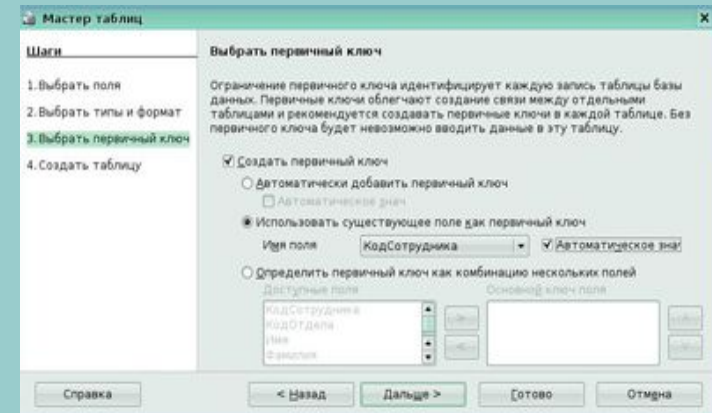 Мастер таблиц
Шаги
1.Выбрать поля
2.Выбрать типы и формат
3.Выбрать первичный ключ
4.Создать таблицу
Выбрать первичный ключ
Ограничение первичного ключа идентифицирует каждую запись таблицы базы
данных. Первичные ключи облегчают создание связи между отдельными
таблицами и рекомендуется создавать первичные ключи в каждой таблице. Без
первичного ключа будет невозможно вводить данные в эту таблицу.
Создать первичный ключ
Автоматически добавить первичный ключ
Автоматическое знач
Использовать существующее поле как первичный ключ
Имя поля КодСотрудника Автоматическое знач
Определить первичный ключ как комбинацию нескольких полей
Доступные поля Основной ключ поля
КодСотрудника
КодОтдела
Имя
Фамилия
Справка < Назад Дальше > Готово Отмена